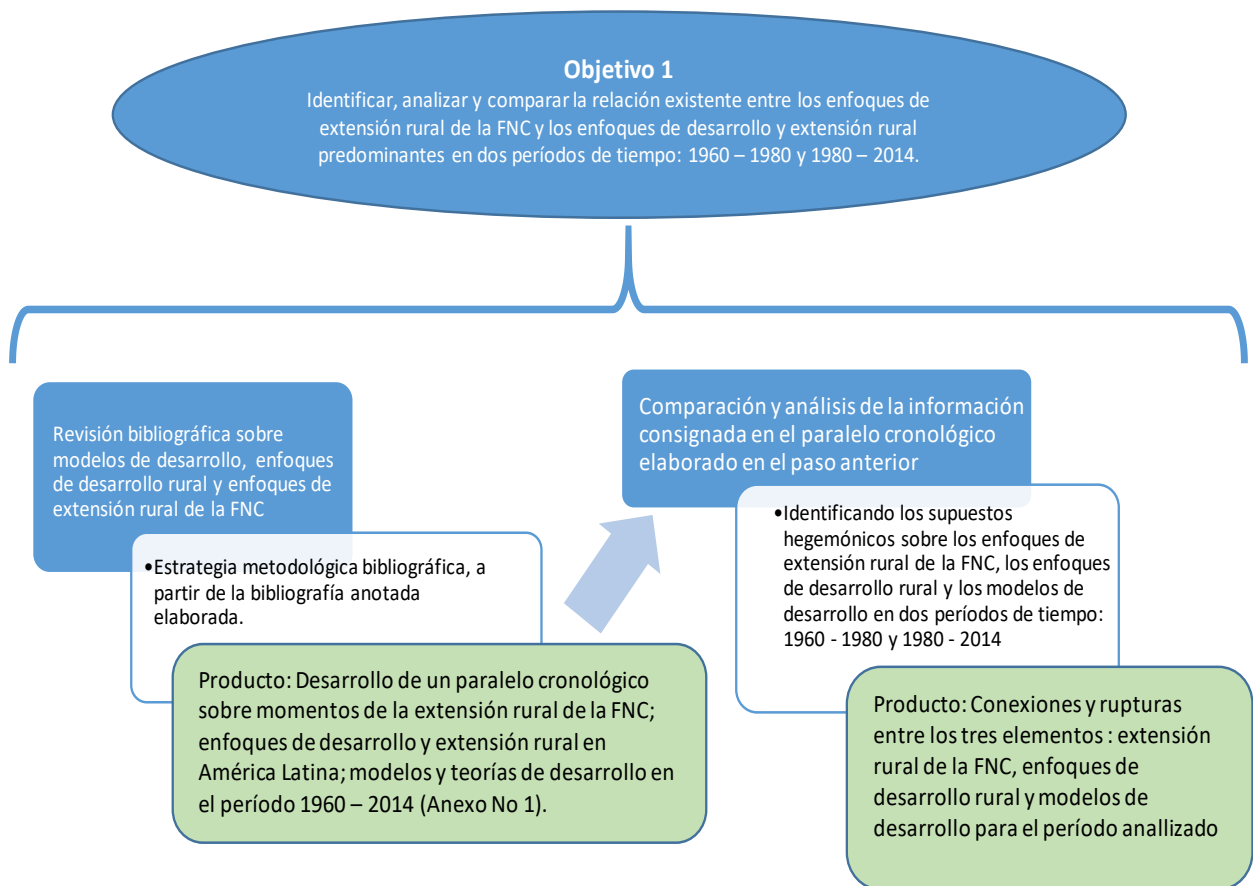 Objetivo 1
Identificar, analizar y comparar la relación existente entre los enfoques de
extensión rural de la FNC y los enfoques de desarrollo y extensión rural
predominantes en dos períodos de tiempo: 1960 – 1980 y 1980 – 2014.
Revisión bibliográfica sobre
modelos de desarrollo, enfoques
de desarrollo rural y enfoques de
extensión rural de la FNC
•Estrategia metodológica bibliográfica, a
partir de la bibliografía anotada
elaborada.
Producto: Desarrollo de un paralelo cronológico
sobre momentos de la extensión rural de la FNC;
enfoques de desarrollo y extensión rural en
América Latina; modelos y teorías de desarrollo en
el período 1960 – 2014 (Anexo No 1).
Comparación y análisis de la información
consignada en el paralelo cronológico
elaborado en el paso anterior
•Identificando los supuestos
hegemónicos sobre los enfoques de
extensión rural de la FNC, los enfoques
de desarrollo rural y los modelos de
desarrollo en dos períodos de tiempo:
1960 - 1980 y 1980 - 2014
Producto: Conexiones y rupturas
entre los tres elementos : extensión
rural de la FNC, enfoques de
desarrollo rural y modelos de
desarrollo para el período anallizado